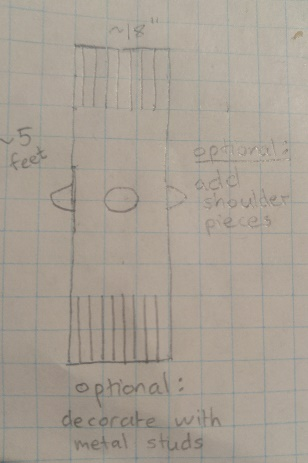 ~18"
~5
feet
optional:
add
shoulder
pieces
optional:
decorate with
metal studs